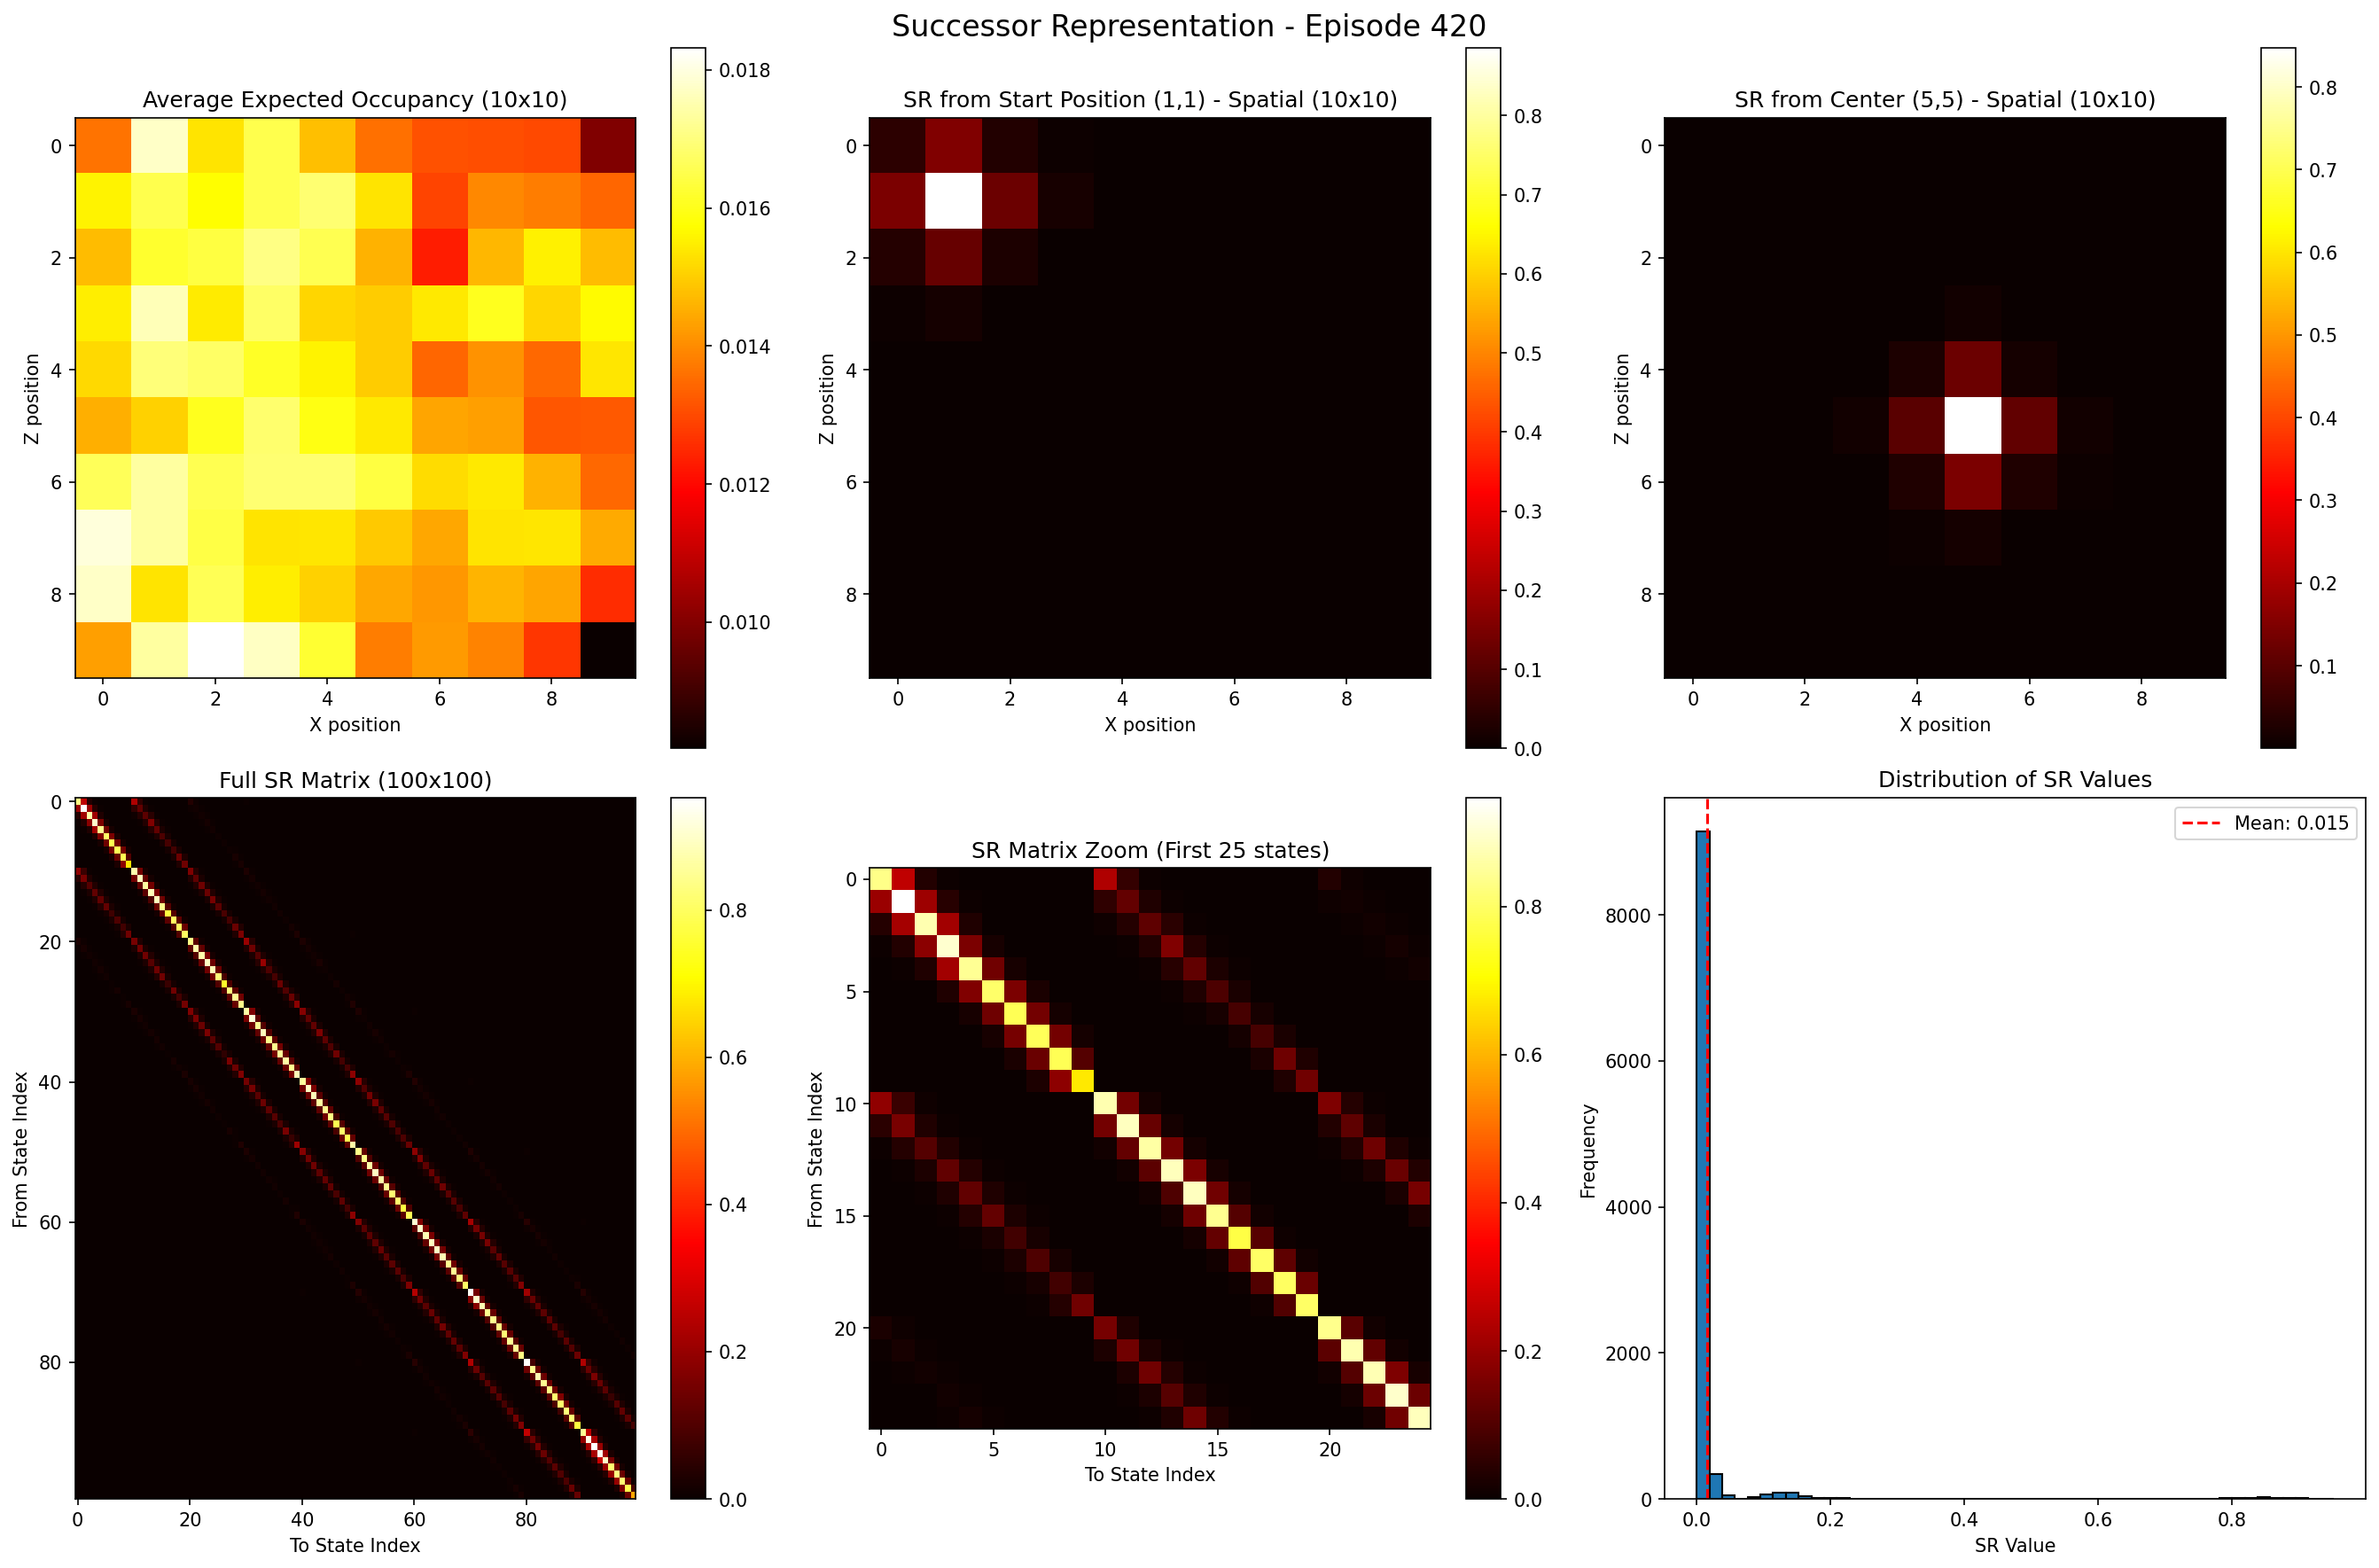 Successor Representation - Episode 420
Average Expected Occupancy (10x10)
Z position
0
2
4
6
8
0 2 4 6 8
X position
0.018
0.016
0.014
0.012
0.010
SR from Start Position (1,1) - Spatial (10x10)
Z position
0
2
4
6
8
0 2 4 6 8
X position
0.8
0.7
0.6
0.5
0.4
0.3
0.2
0.1
0.0
SR from Center (5,5) - Spatial (10x10)
Z position
0
2
4
6
8
0 2 4 6 8
X position
0.8
0.7
0.6
0.5
0.4
0.3
0.2
0.1
Full SR Matrix (100x100)
From State Index
0
20
40
60
80
0 20 40 60 80
To State Index
0.8
0.6
0.4
0.2
0.0
SR Matrix Zoom (First 25 states)
From State Index
0
5
10
15
20
0 5 10 15 20
To State Index
0.8
0.6
0.4
0.2
0.0
Distribution of SR Values
Mean: 0.015
Frequency
8000
6000
4000
2000
0
0.0 0.2 0.4 0.6 0.8
SR Value